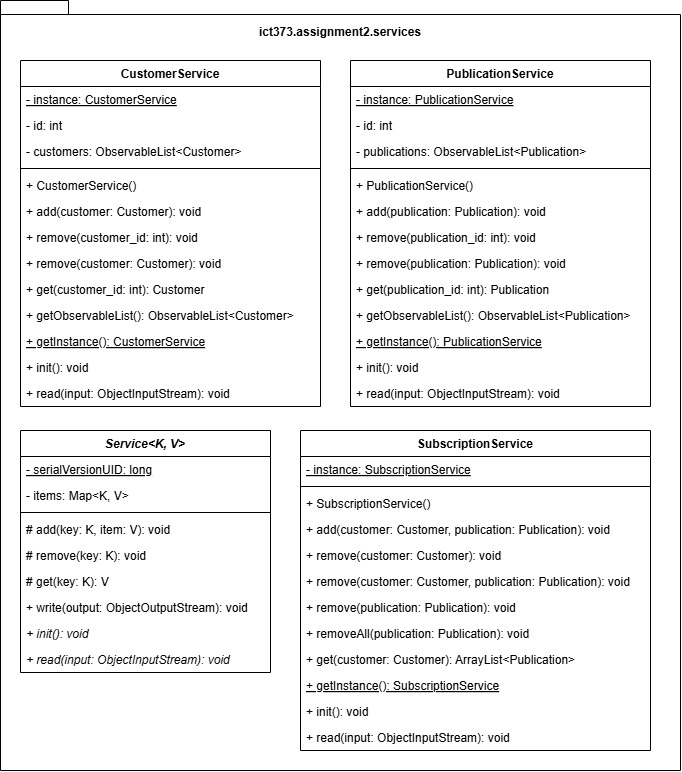 ict373.assignment2.services
CustomerService
- instance: CustomerService
- id: int
- customers: ObservableList<Customer>
+ CustomerService()
+ add(customer: Customer): void
+ remove(customer_id: int): void
+ remove(customer: Customer): void
+ get(customer_id: int): Customer
+ getObservableList(): ObservableList<Customer>
+ getInstance(): CustomerService
+ init(): void
+ read(input: ObjectInputStream): void
PublicationService
- instance: PublicationService
- id: int
- publications: ObservableList<Publication>
+ PublicationService()
+ add(publication: Publication): void
+ remove(publication_id: int): void
+ remove(publication: Publication): void
+ get(publication_id: int): Publication
+ getObservableList(): ObservableList<Publication>
+ getInstance(): PublicationService
+ init(): void
+ read(input: ObjectInputStream): void
Service<K, V>
- serialVersionUID: long
- items: Map<K, V>
# add(key: K, item: V): void
# remove(key: K): void
# get(key: K): V
+ write(output: ObjectOutputStream): void
+ init(): void
+ read(input: ObjectInputStream): void
SubscriptionService
- instance: SubscriptionService
+ SubscriptionService()
+ add(customer: Customer, publication: Publication): void
+ remove(customer: Customer): void
+ remove(customer: Customer, publication: Publication): void
+ remove(publication: Publication): void
+ removeAll(publication: Publication): void
+ get(customer: Customer): ArrayList<Publication>
+ getInstance(): SubscriptionService
+ init(): void
+ read(input: ObjectInputStream): void